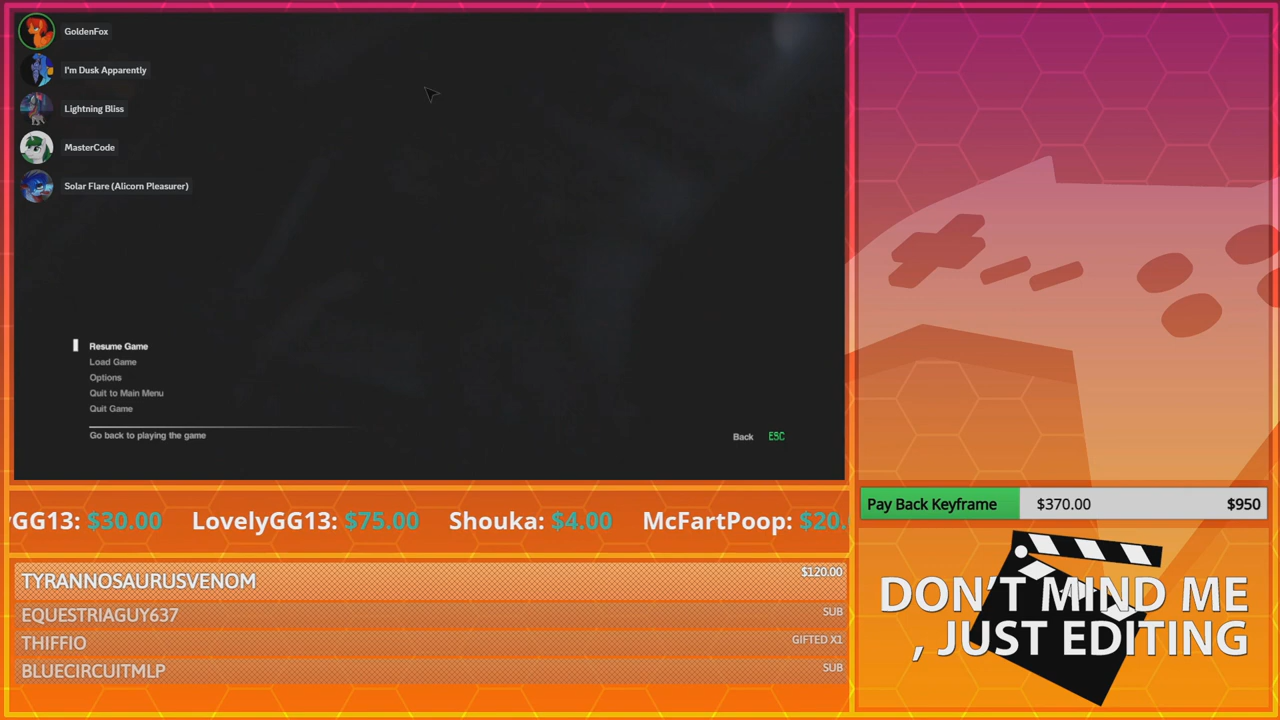 GoldenFox
I'm Dusk Apparently
Lightning Bliss
MasterCode
Solar Flare (Alicorn Pleasurer)
Resume Game
Load Game
Options
Quit to Main Menu
Quit Game
Go back to playing the game
Back ESC
GG13: $30.00 LovelyGG13: $75.00 Shouka: $4.00 McFartPoop: $20.
TYRANNOSAURUSVENOM $120.00
EQUESTRIAGUY637 SUB
THIFFIO GIFTED X1
BLUECIRCUITMLP SUB
Pay Back Keyframe $370.00 $950
DON'T MIND ME
, JUST EDITING